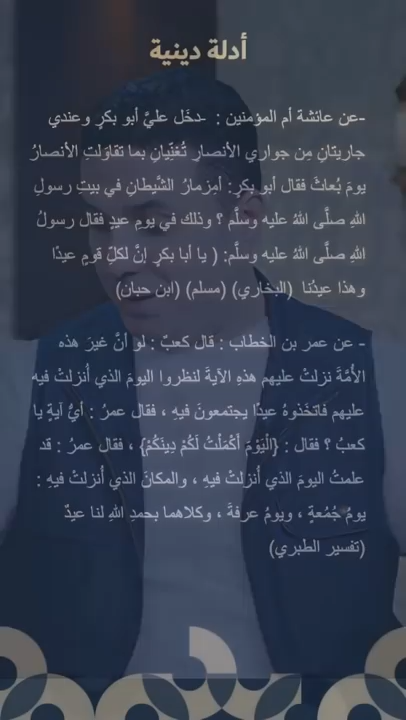 أدلة دينية
-عن عائشة أم المؤمنين : -دخَل عليَّ أبو بكرٍ وعندي
جاريتانِ مِن جواري الأنصارِ تُغنِّيانِ بما تقاوَلتِ الأنصارُ
يومَ بُعاثَ فقال أبو بكرٍ: أمِزمارُ الشَّيطانِ في بيتِ رسولِ
اللهِ صلَّى اللهُ عليه وسلَّم ؟ وذلك في يومِ عيدٍ فقال رسولُ
اللهِ صلَّى اللهُ عليه وسلَّم: ( يا أبا بكرٍ إنَّ لكلِّ قومٍ عيدًا
وهذا عيدُنا (البخاري) (مسلم) (ابن حبان)
- عن عمر بن الخطاب : قال كعبٌ : لو أنَّ غيرَ هذه
الأُمَّةَ نزلتْ عليهم هذهِ الآيةَ لنظروا اليومَ الذي أُنزلتْ فيه
عليهم فاتخَذوهُ عيدًا يجتمعونَ فيهِ ، فقال عمرُ : أيُّ آيةٍ يا
كعبُ ؟ فقال : {الْيَوْمَ أَكْمَلْتُ لَكُمْ دِينَكُمْ} ، فقال عمرُ : قد
علمتُ اليومَ الذي أُنزلتْ فيهِ ، والمكانَ الذي أُنزلتْ فيهِ :
يومُ جُمُعةٍ ، ويومُ عرفةَ ، وكلاهما بحمدِ اللهِ لنا عيدٌ
(تفسير الطبري)